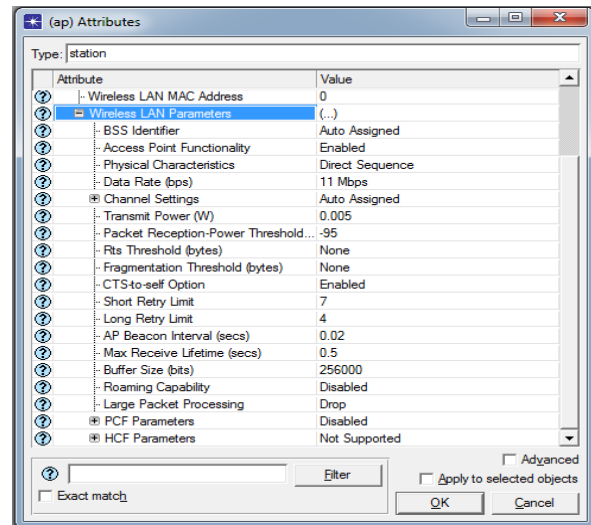 (ap) Attributes
Type: station
Attribute Value
Wireless LAN MAC Address 0
Wireless LAN Parameters (...)
BSS Identifier Auto Assigned
Access Point Functionality Enabled
Physical Characteristics Direct Sequence
Data Rate (bps) 11 Mbps
Channel Settings Auto Assigned
Transmit Power (W) 0.005
Packet Reception-Power Threshold... -95
Rts Threshold (bytes) None
Fragmentation Threshold (bytes) None
CTS-to-self Option Enabled
Short Retry Limit 7
Long Retry Limit 4
AP Beacon Interval (secs) 0.02
Max Receive Lifetime (secs) 0.5
Buffer Size (bits) 256000
Roaming Capability Disabled
Large Packet Processing Drop
PCF Parameters Disabled
HCF Parameters Not Supported
Advanced
Filter
Apply to selected objects
Exact match
OK Cancel